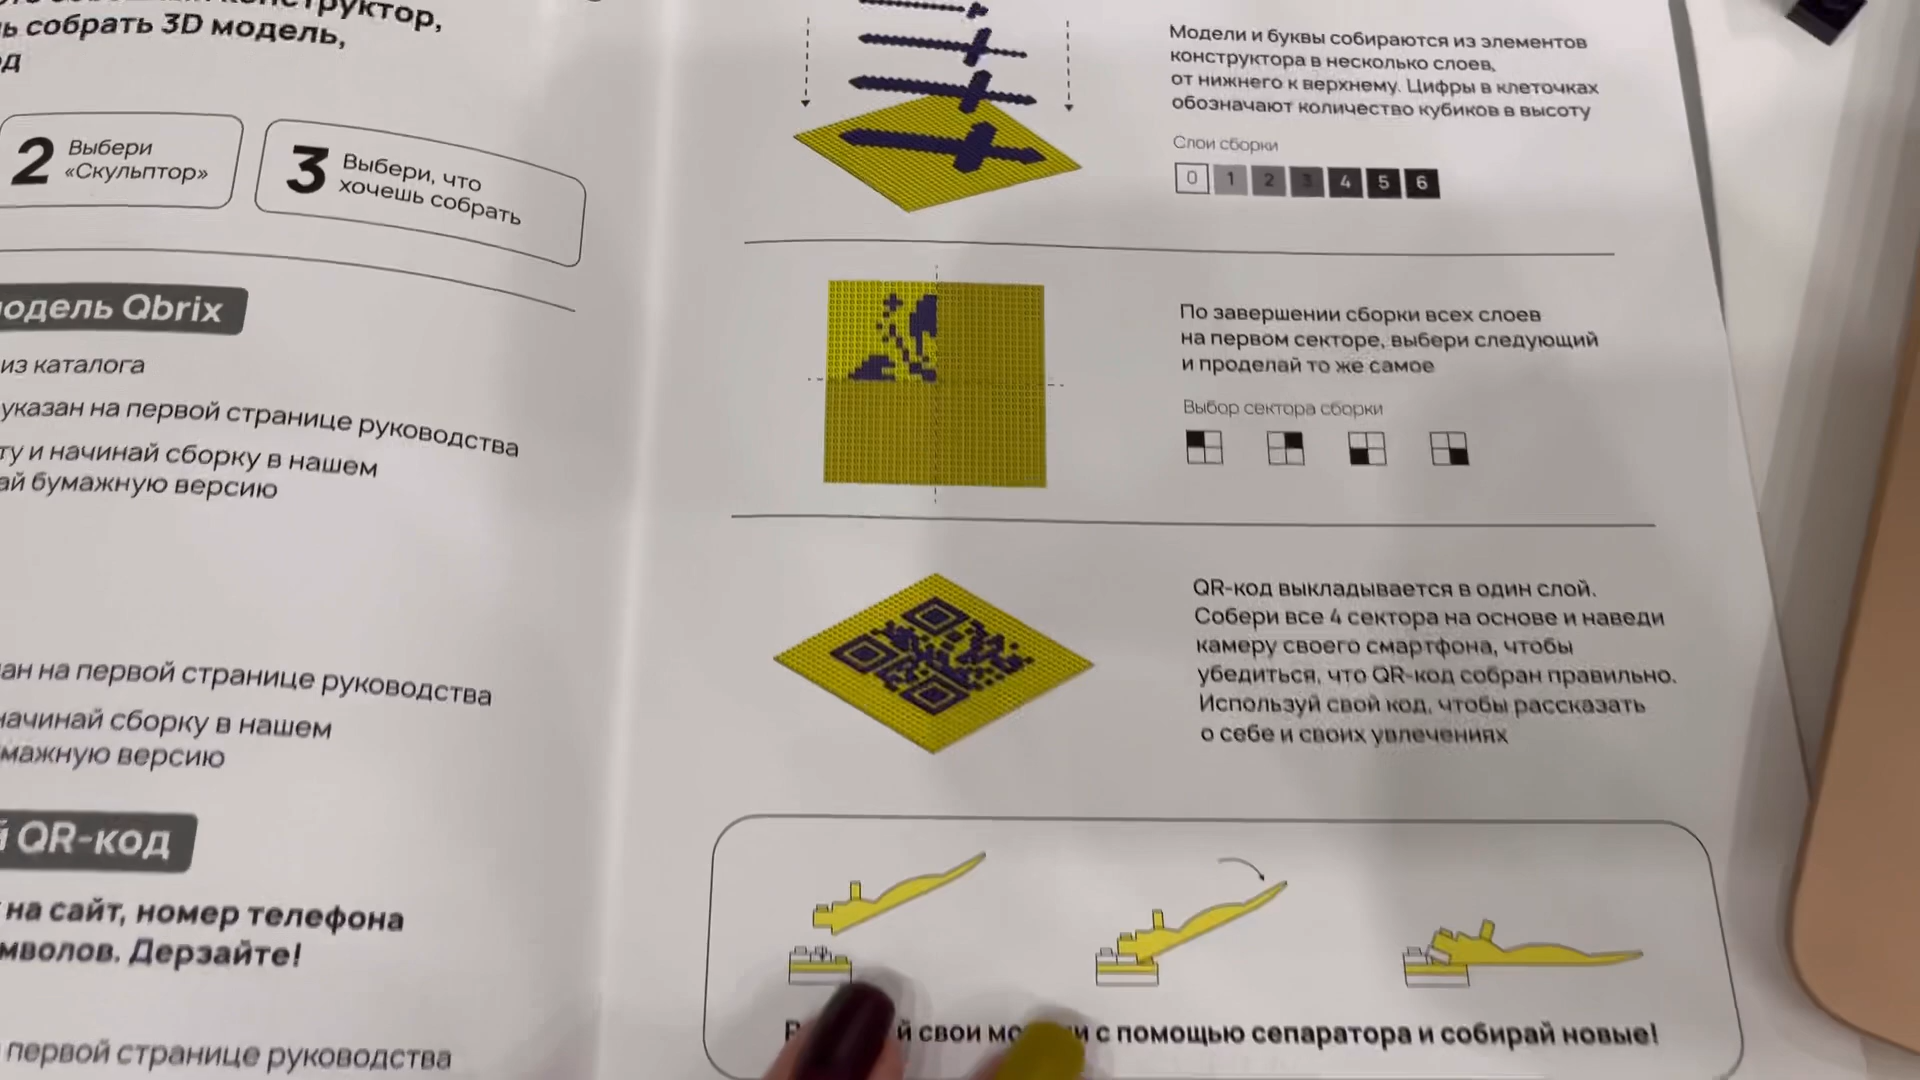 конструктор,
ь собрать 3D модель,
од
2
Выбери
«Скульптор»
3
Выбери, что
хочешь собрать
одель Qbrix
из каталога
указан на первой странице руководства
ту и начинай сборку в нашем
ай бумажную версию
ан на первой странице руководства
начинай сборку в нашем
мажную версию
й QR-код
на сайт, номер телефона
мволов. Дерзайте!
первой странице руководства
Модели и буквы собираются из элементов
конструктора в несколько слоев,
от нижнего к верхнему. Цифры в клеточках
обозначают количество кубиков в высоту
Слои сборки
0 1 2 3 4 5 6
По завершении сборки всех слоев
на первом секторе, выбери следующий
и проделай то же самое
Выбор сектора сборки
QR-код выкладывается в один слой.
Собери все 4 сектора на основе и наведи
камеру своего смартфона, чтобы
убедиться, что QR-код собран правильно.
Используй свой код, чтобы рассказать
о себе и своих увлечениях
й свои мо и с помощью сепаратора и собирай новые!